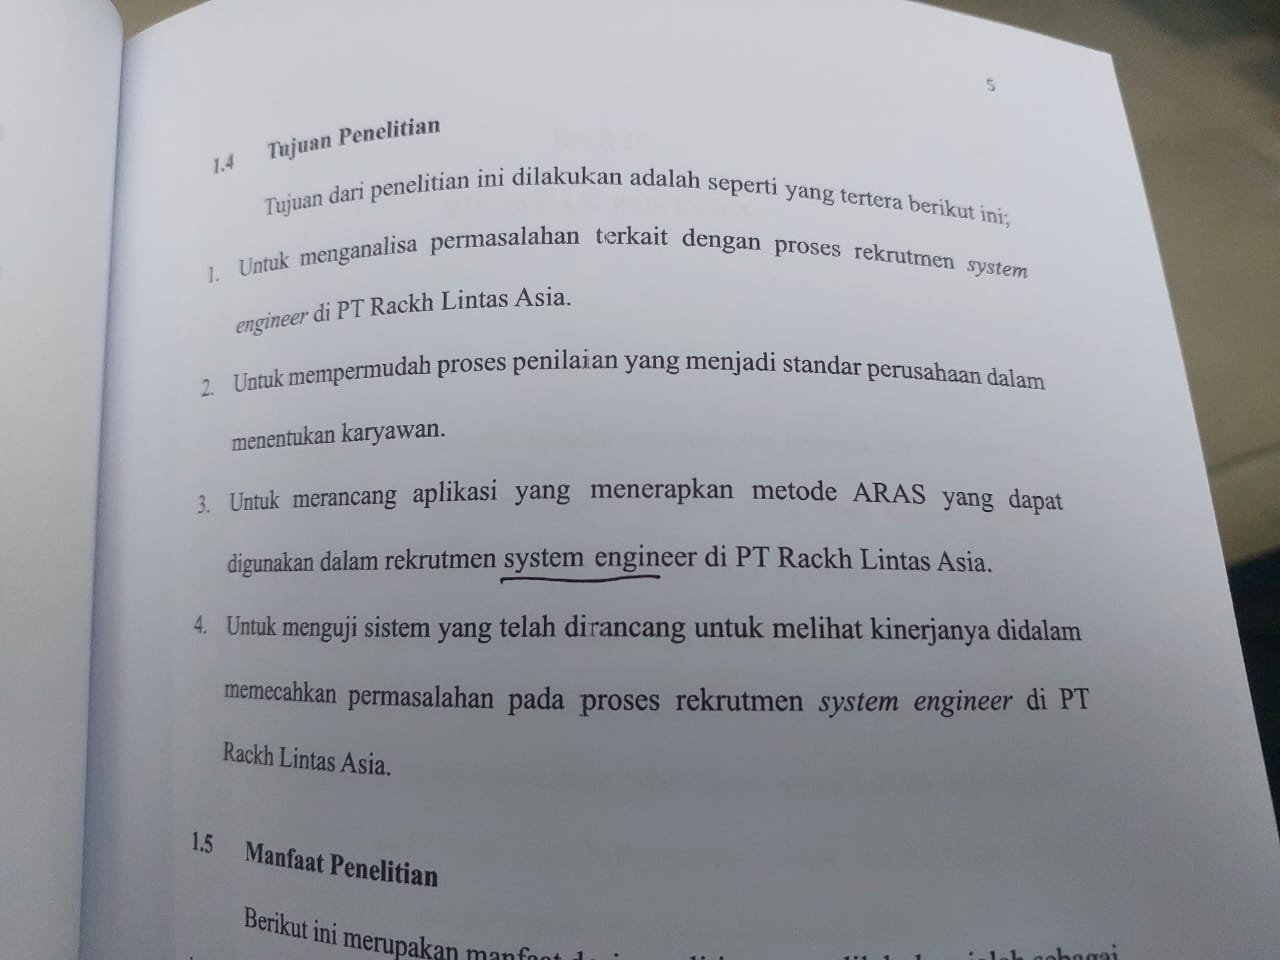 5
1.4 Tujuan Penelitian
Tujuan dari penelitian ini dilakukan adalah seperti yang tertera berikut ini;
1. Untuk menganalisa permasalahan terkait dengan proses rekrutmen system
engineer di PT Rackh Lintas Asia.
2. Untuk mempermudah proses penilaian yang menjadi standar perusahaan dalam
menentukan karyawan.
3. Untuk merancang aplikasi yang menerapkan metode ARAS yang dapat
digunakan dalam rekrutmen system engineer di PT Rackh Lintas Asia.
4. Untuk menguji sistem yang telah dirancang untuk melihat kinerjanya didalam
memecahkan permasalahan pada proses rekrutmen system engineer di PT
Rackh Lintas Asia.
1.5 Manfaat Penelitian
Berikut ini merupakan sebagai